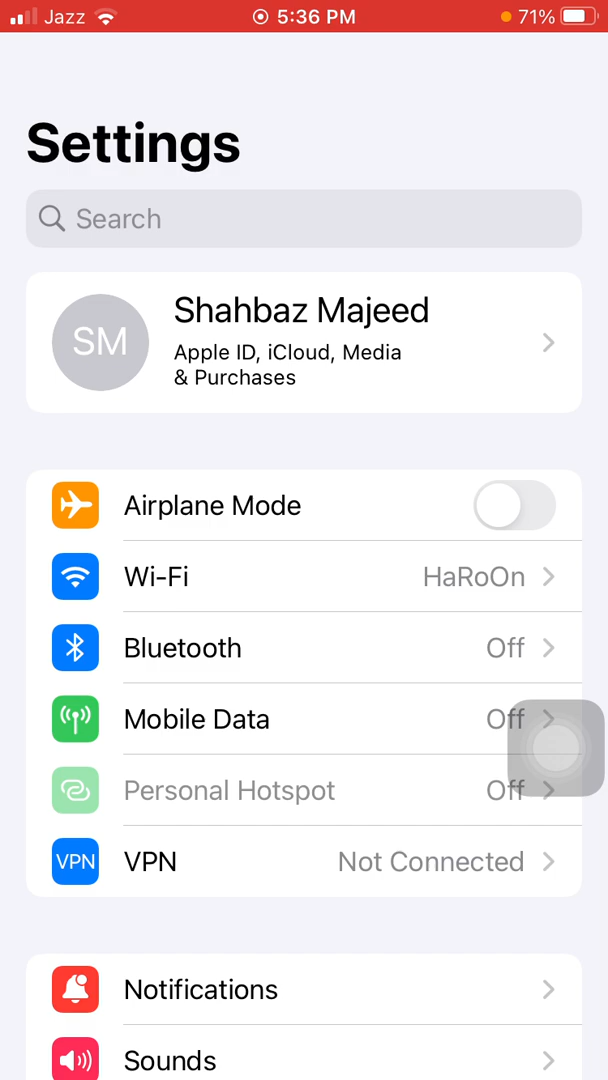 Jazz 5:36 PM 71%
Settings
Search
SM
Shahbaz Majeed
Apple ID, iCloud, Media
& Purchases
Airplane Mode
Wi-Fi HaRoOn
Bluetooth Off
Mobile Data Off
Personal Hotspot Off
VPN VPN Not Connected
Notifications
Sounds